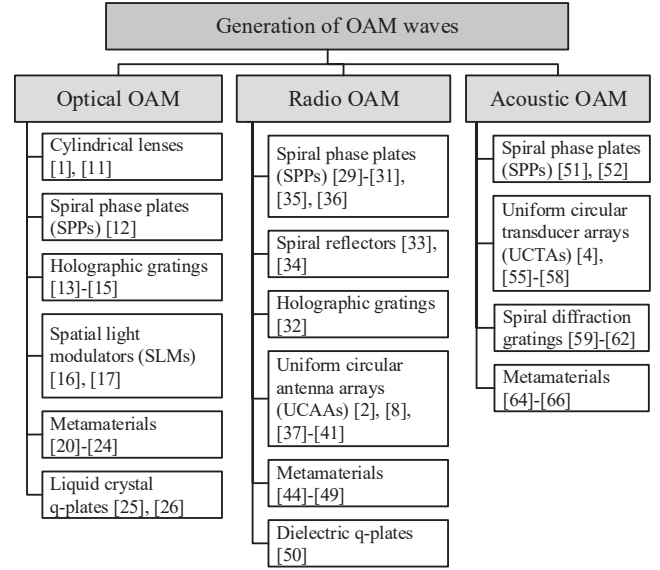 Generation of OAM waves
Optical OAM
Cylindrical lenses
[1], [11]
Spiral phase plates
(SPPs) [12]
Holographic gratings
[13]-[15]
Spatial light
modulators (SLMs)
[16], [17]
Metamaterials
[20]-[24]
Liquid crystal
q-plates [25], [26]
Radio OAM
Spiral phase plates
(SPPs) [29]-[31],
[35], [36]
Spiral reflectors [33],
[34]
Holographic gratings
[32]
Uniform circular
antenna arrays
(UCAAs) [2], [8],
[37]-[41]
Metamaterials
[44]-[49]
Dielectric q-plates
[50]
Acoustic OAM
Spiral phase plates
(SPPs) [51], [52]
Uniform circular
transducer arrays
(UCTAs) [4],
[55]-[58]
Spiral diffraction
gratings [59]-[62]
Metamaterials
[64]-[66]